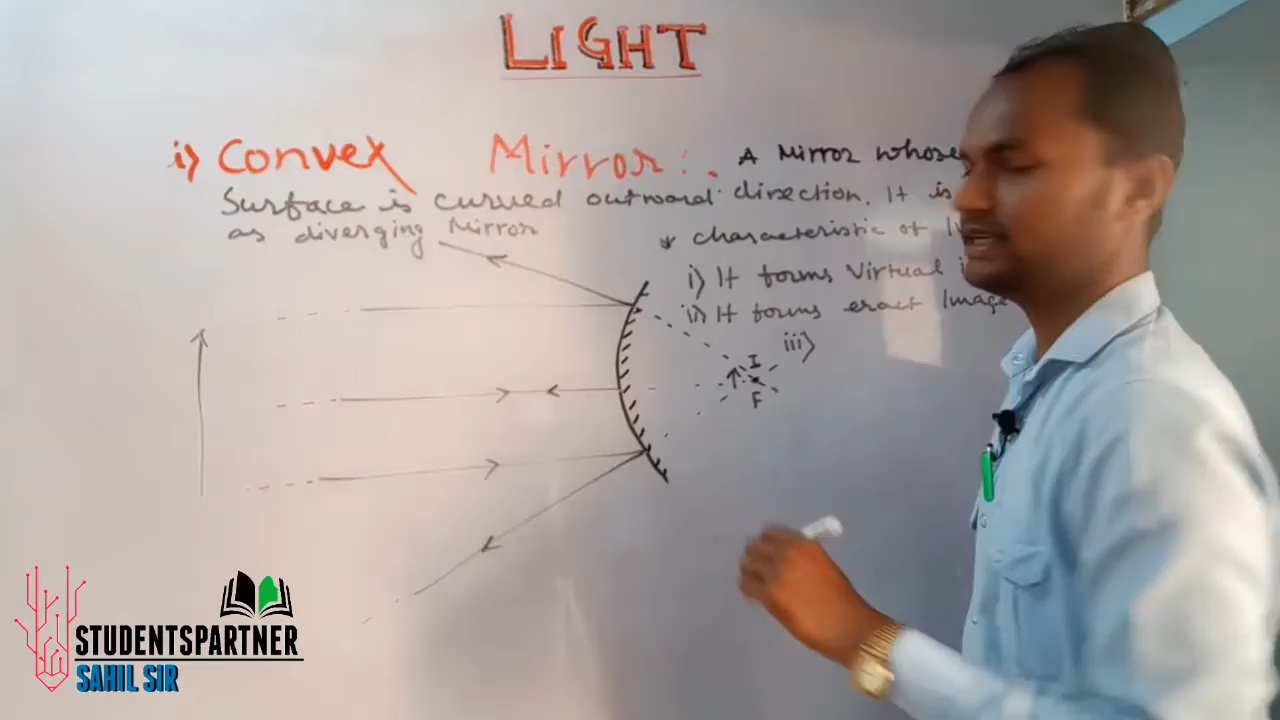 LIGHT
i) Convex Mirror :. A Mirror whose
Surface is curved outward direction. It is
as diverging Mirror
* characteristic of
i) It forms Virtual
ii) It forms eract Image
iii)
I
F
STUDENTSPARTNER
SAHIL SIR